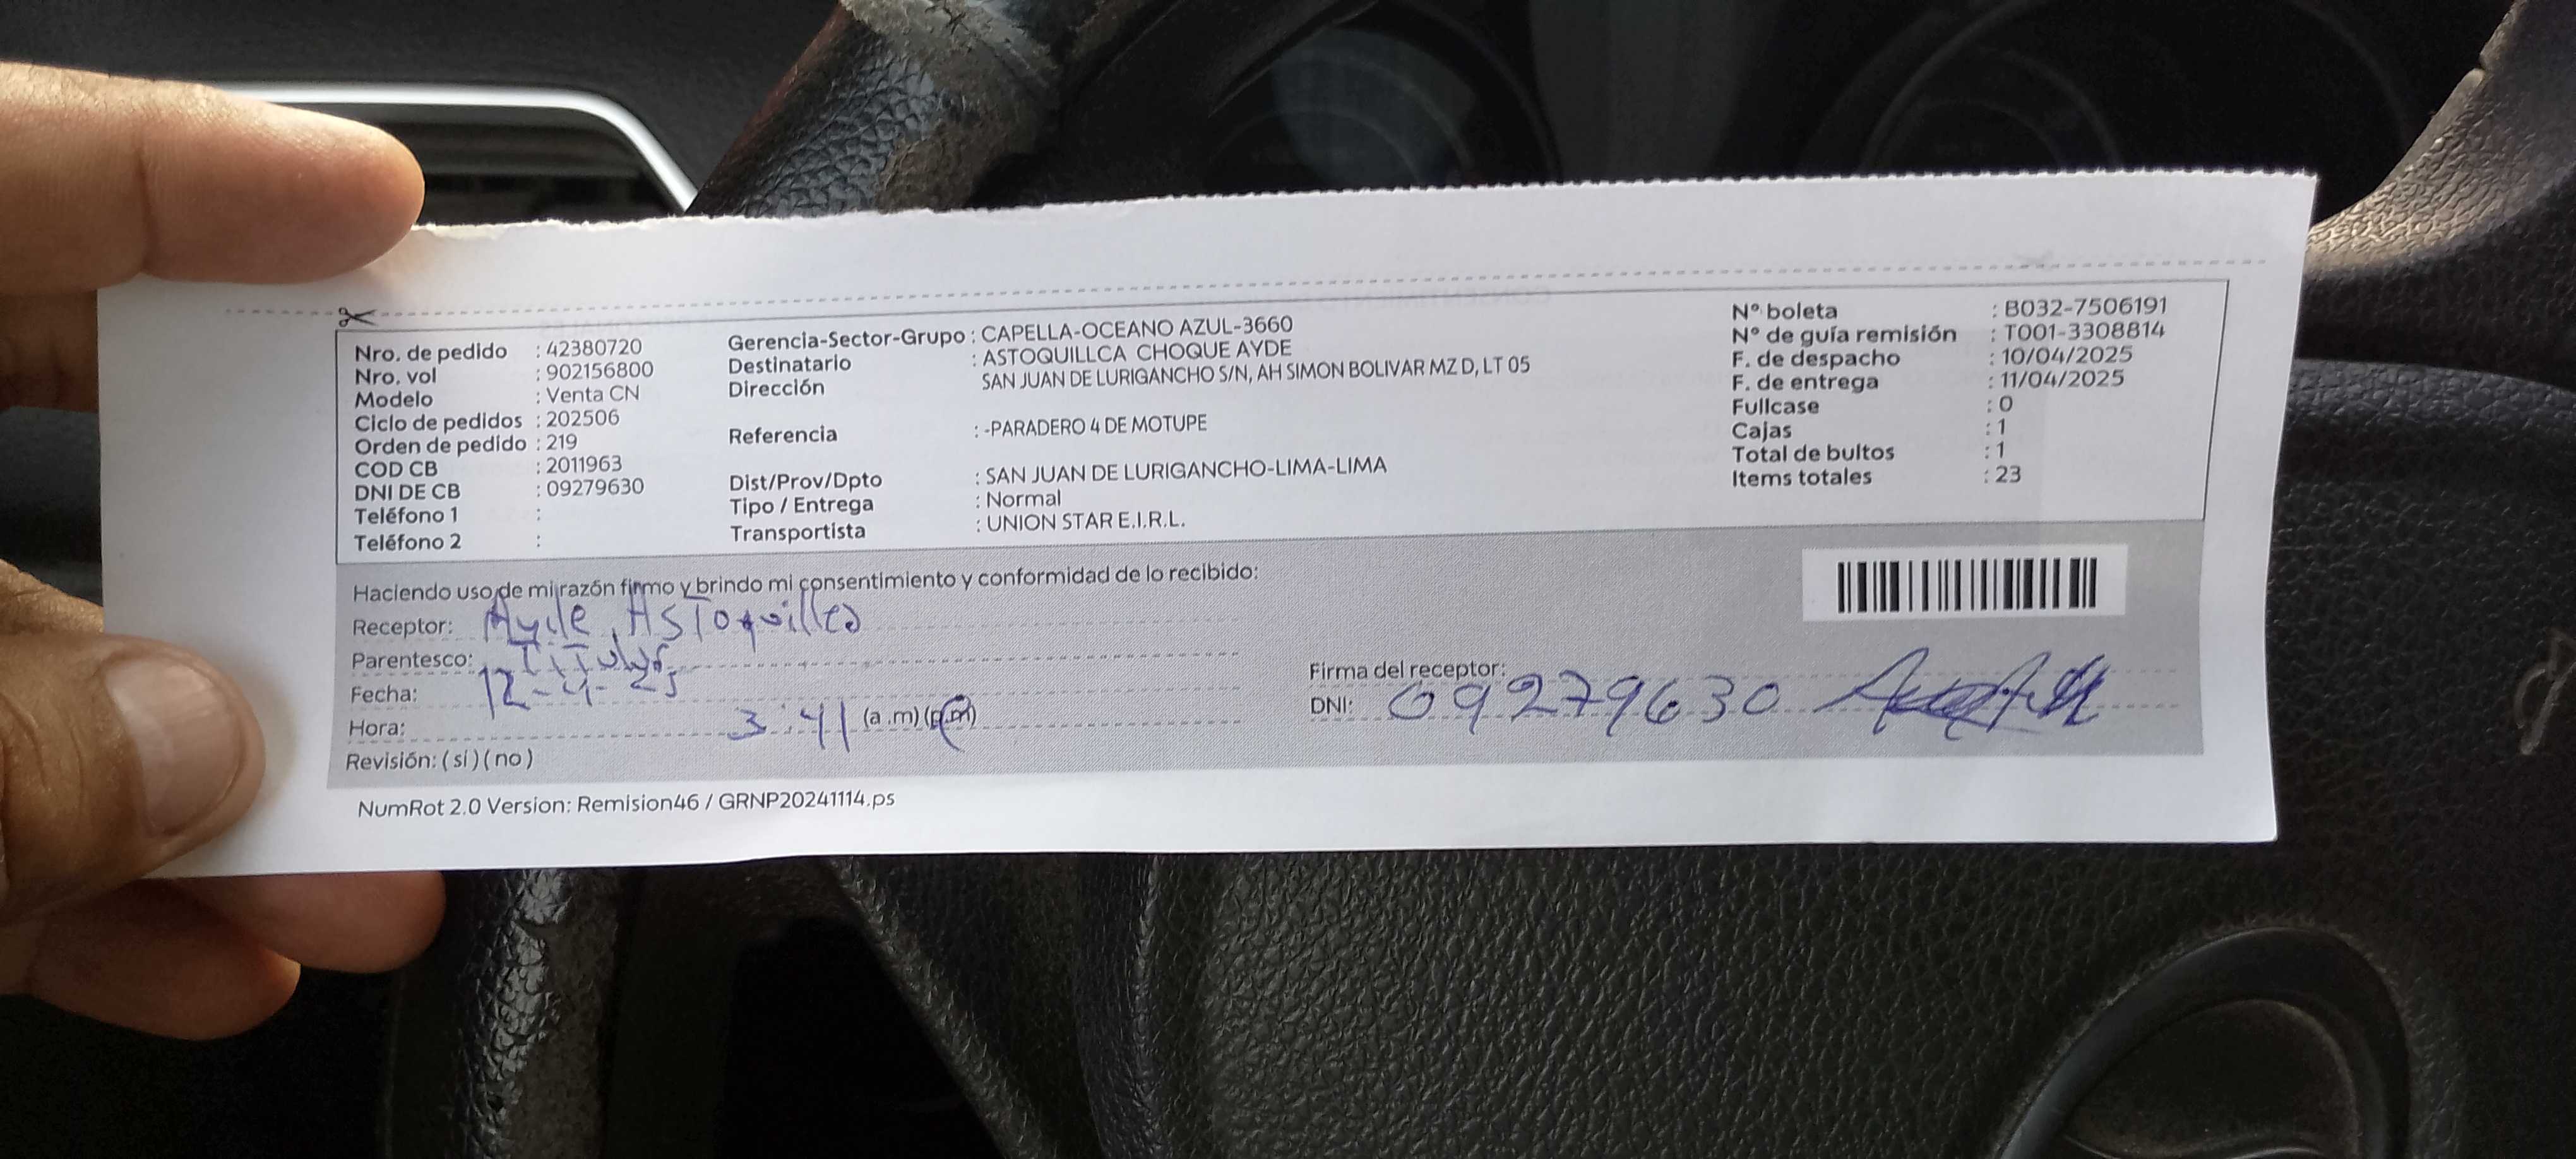 Nro. de pedido : 42380720
Nro. vol : 902156800
Modelo : Venta CN
Ciclo de pedidos : 202506
Orden de pedido : 219
COD CB : 2011963
DNI DE CB : 09279630
Teléfono 1 :
Teléfono 2 :
Gerencia-Sector-Grupo : CAPELLA-OCEANO AZUL-3660
Destinatario : ASTOQUILLCA CHOQUE AYDE
Dirección SAN JUAN DE LURIGANCHO S/N, AH SIMON BOLIVAR MZ D, LT 05
Referencia : -PARADERO 4 DE MOTUPE
Dist/Prov/Dpto : SAN JUAN DE LURIGANCHO-LIMA-LIMA
Tipo / Entrega : Normal
Transportista : UNION STAR E.I.R.L.
N° boleta : B032-7506191
N° de guía remisión : T001-3308814
F. de despacho : 10/04/2025
F. de entrega : 11/04/2025
Fullcase : 0
Cajas : 1
Total de bultos : 1
Items totales : 23
Haciendo uso de mi razón firmo y brindo mi consentimiento y conformidad de lo recibido:
Receptor: Ayde Astoquillca
Parentesco: Titular
Fecha: 12-4-25
Hora: 3:41 (a.m) (p.m)
Revisión: ( si ) ( no )
Firma del receptor:
DNI: 09279630
NumRot 2.0 Version: Remision46 / GRNP20241114.ps